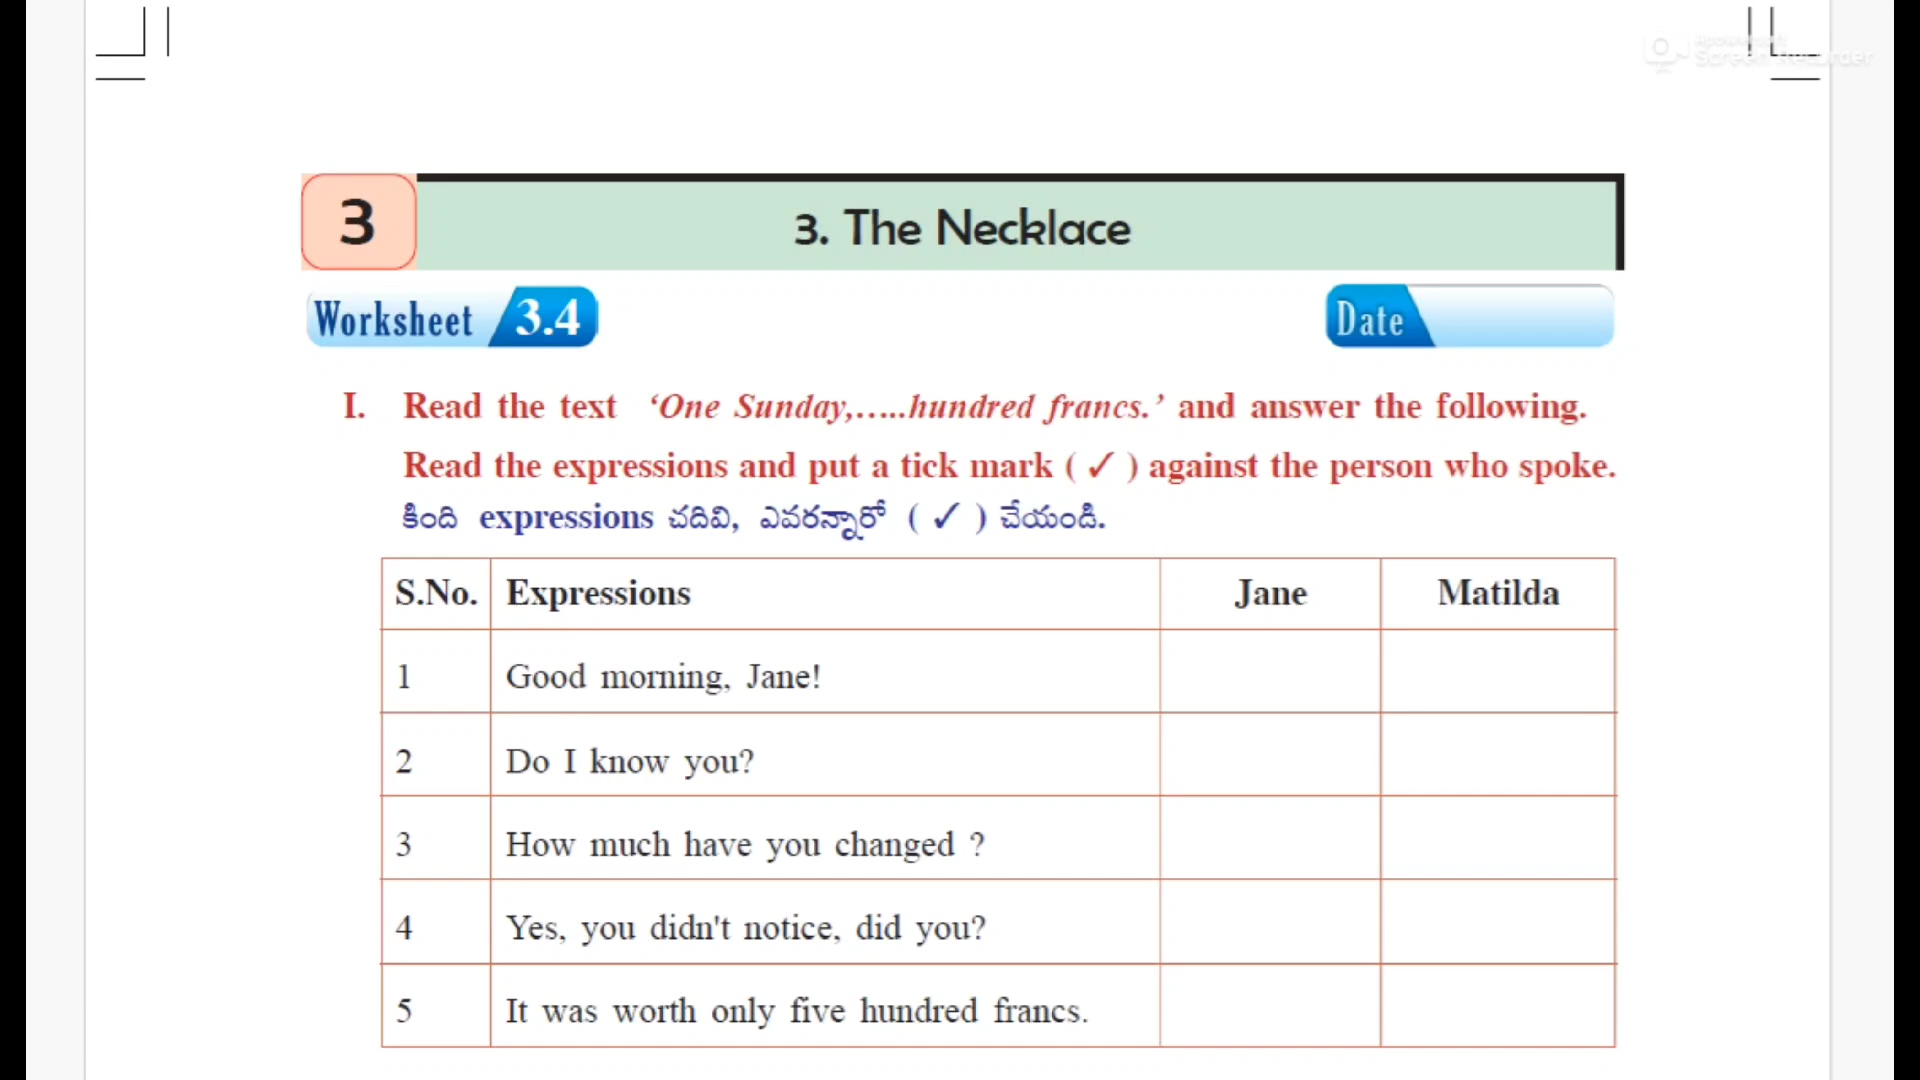 Apowersoft
Screen Recorder
3
3. The Necklace
Worksheet 3.4
Date
I. Read the text ‘One Sunday,.....hundred francs.’ and answer the following.
Read the expressions and put a tick mark ( ✓ ) against the person who spoke.
కింది expressions చదివి, ఎవరన్నారో ( ✓ ) చేయండి.
S.No. Expressions Jane Matilda
1 Good morning, Jane!
2 Do I know you?
3 How much have you changed ?
4 Yes, you didn't notice, did you?
5 It was worth only five hundred francs.